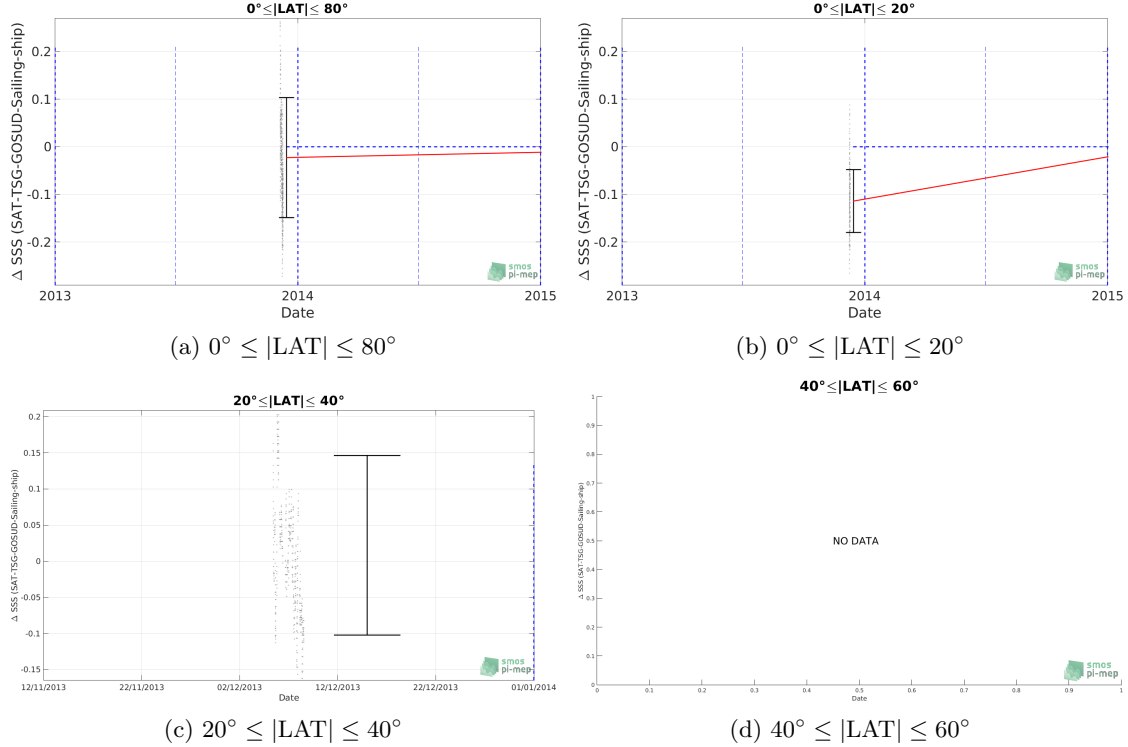 0°≤|LAT|≤ 80°
Δ SSS (SAT-TSG-GOSUD-Sailing-ship)
0.2
0.1
0
-0.1
-0.2
2013
2014
2015
Date
smos
pi-mep
(a) 0° ≤ |LAT| ≤ 80°
0°≤|LAT|≤ 20°
Δ SSS (SAT-TSG-GOSUD-Sailing-ship)
0.2
0.1
0
-0.1
-0.2
2013
2014
2015
Date
smos
pi-mep
(b) 0° ≤ |LAT| ≤ 20°
20°≤|LAT|≤ 40°
Δ SSS (SAT-TSG-GOSUD-Sailing-ship)
0.2
0.15
0.1
0.05
0
-0.05
-0.1
-0.15
12/11/2013
22/11/2013
02/12/2013
12/12/2013
22/12/2013
01/01/2014
Date
smos
pi-mep
(c) 20° ≤ |LAT| ≤ 40°
40°≤|LAT|≤ 60°
Δ SSS (SAT-TSG-GOSUD-Sailing-ship)
1
0.9
0.8
0.7
0.6
0.5
0.4
0.3
0.2
0.1
0
NO DATA
0
0.1
0.2
0.3
0.4
0.5
0.6
0.7
0.8
0.9
1
Date
smos
pi-mep
(d) 40° ≤ |LAT| ≤ 60°